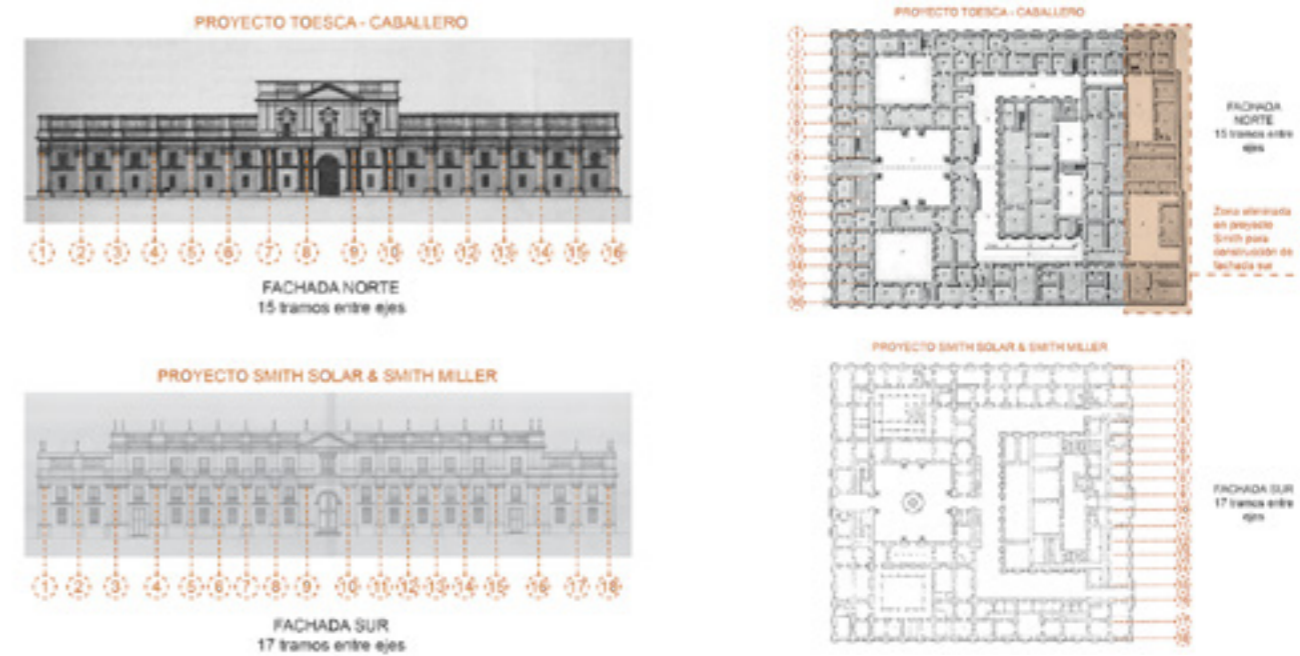 PROYECTO TOESCA - CABALLERO
1 2 3 4 5 6 7 8 9 10 11 12 13 14 15 16
FACHADA NORTE
15 tramos entre ejes
PROYECTO SMITH SOLAR & SMITH MILLER
1 2 3 4 5 6 7 8 9 10 11 12 13 14 15 16 17 18
FACHADA SUR
17 tramos entre ejes
PROYECTO TOESCA - CABALLERO
FACHADA
NORTE
15 tramos entre
ejes
Zona eliminada
en proyecto
Smith para
construcción de
fachada sur
PROYECTO SMITH SOLAR & SMITH MILLER
FACHADA SUR
17 tramos entre
ejes